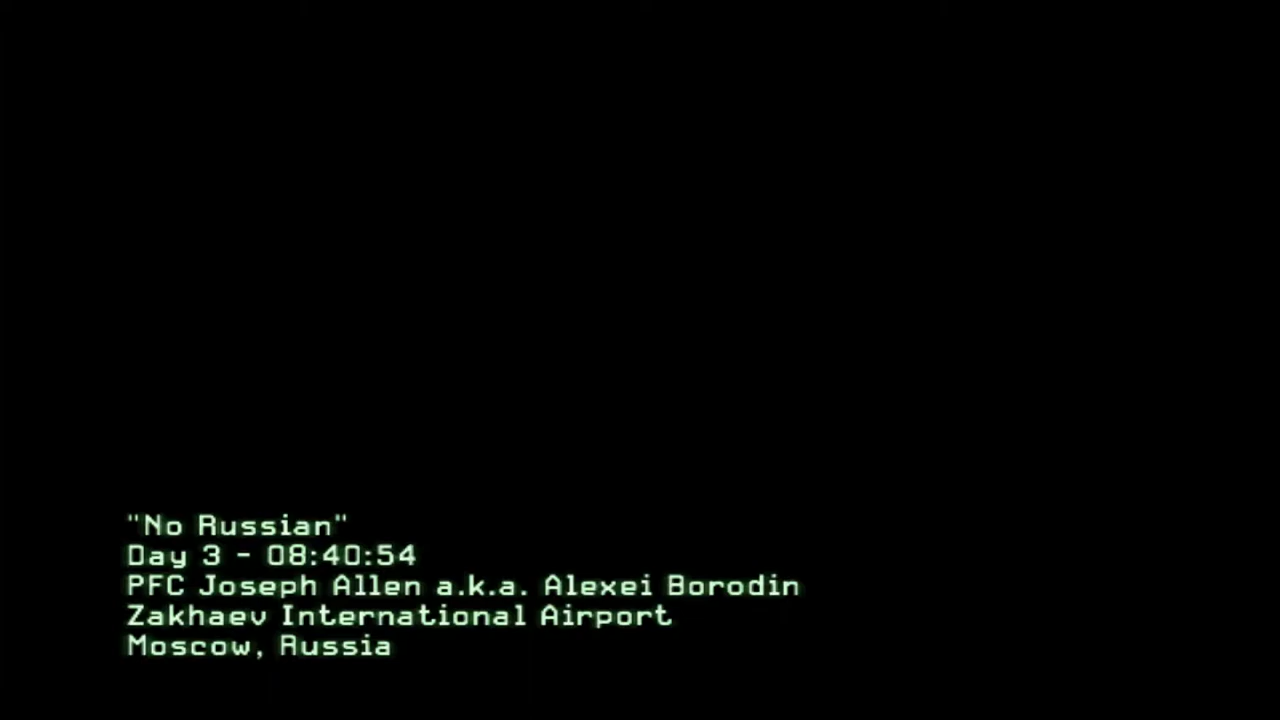 "No Russian"
Day 3 - 08:40:54
PFC Joseph Allen a.k.a. Alexei Borodin
Zakhaev International Airport
Moscow, Russia